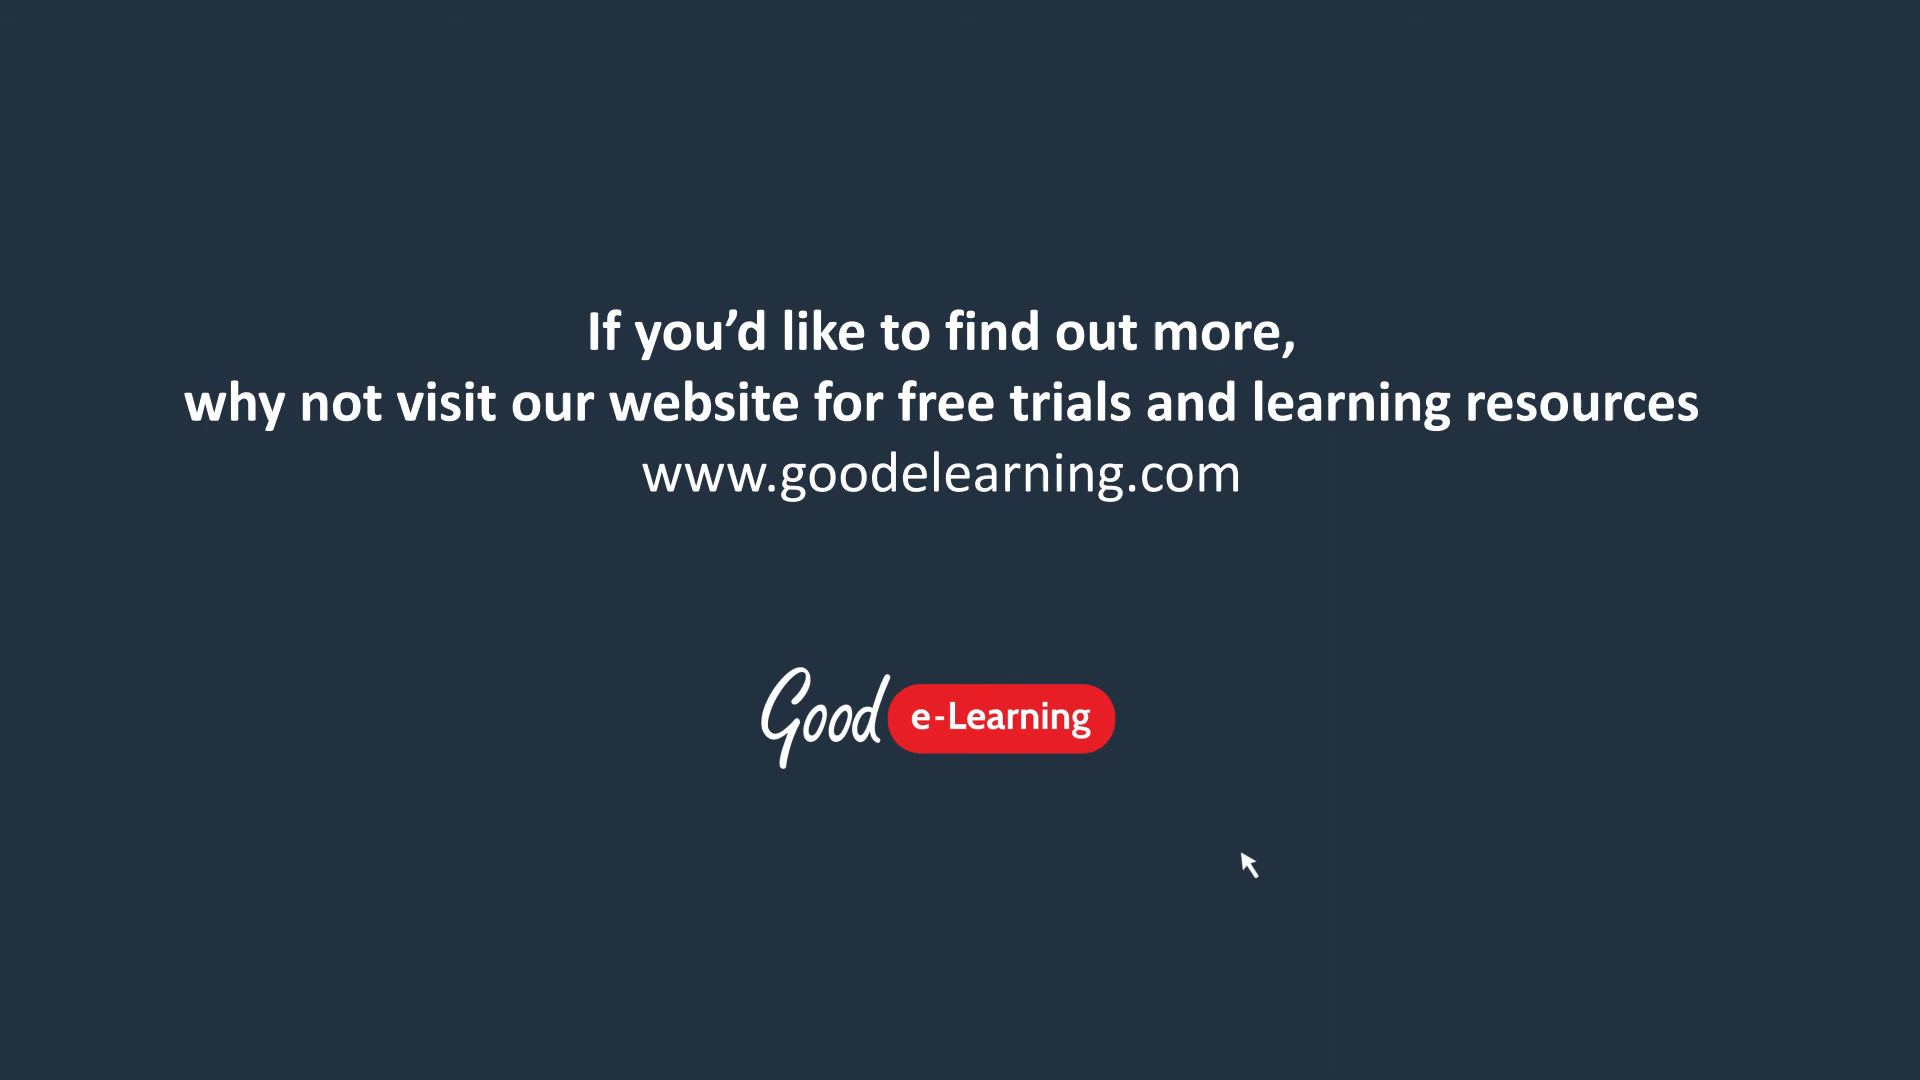 If you’d like to find out more,
why not visit our website for free trials and learning resources
www.goodelearning.com
Good e-Learning